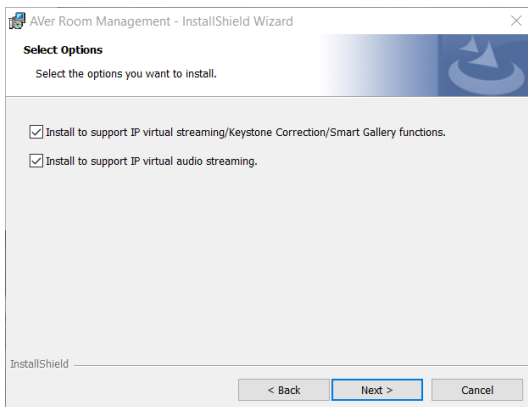 AVer Room Management - InstallShield Wizard
Select Options
Select the options you want to install.
Install to support IP virtual streaming/Keystone Correction/Smart Gallery functions.
Install to support IP virtual audio streaming.
InstallShield
< Back Next > Cancel